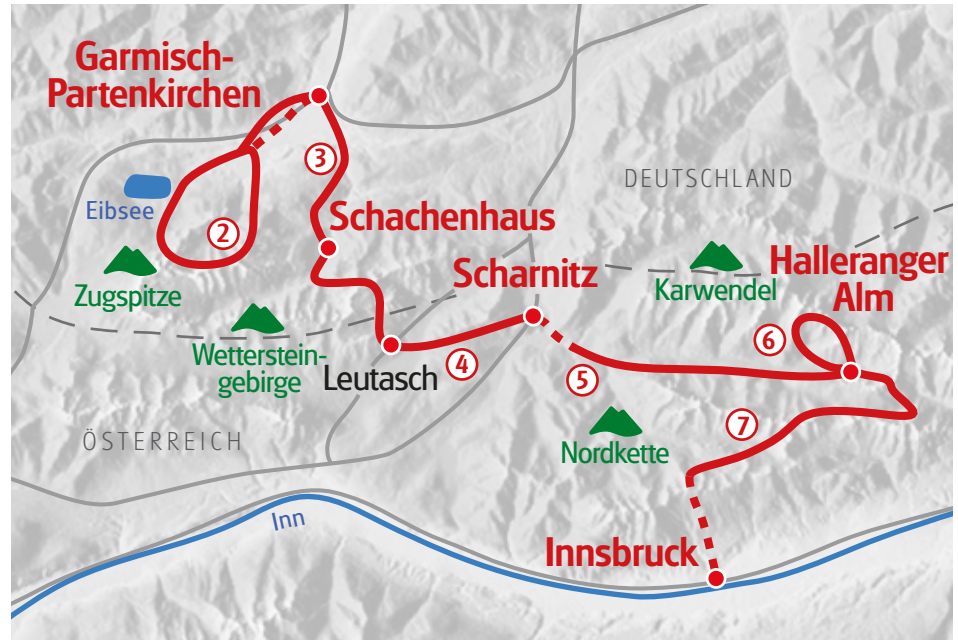 Garmisch-
Partenkirchen
3
DEUTSCHLAND
Eibsee
2
Schachenhaus
Zugspitze
Scharnitz
Karwendel
Halleranger
Alm
Wetterstein-
gebirge
Leutasch
4
5
6
7
ÖSTERREICH
Nordkette
Inn
Innsbruck